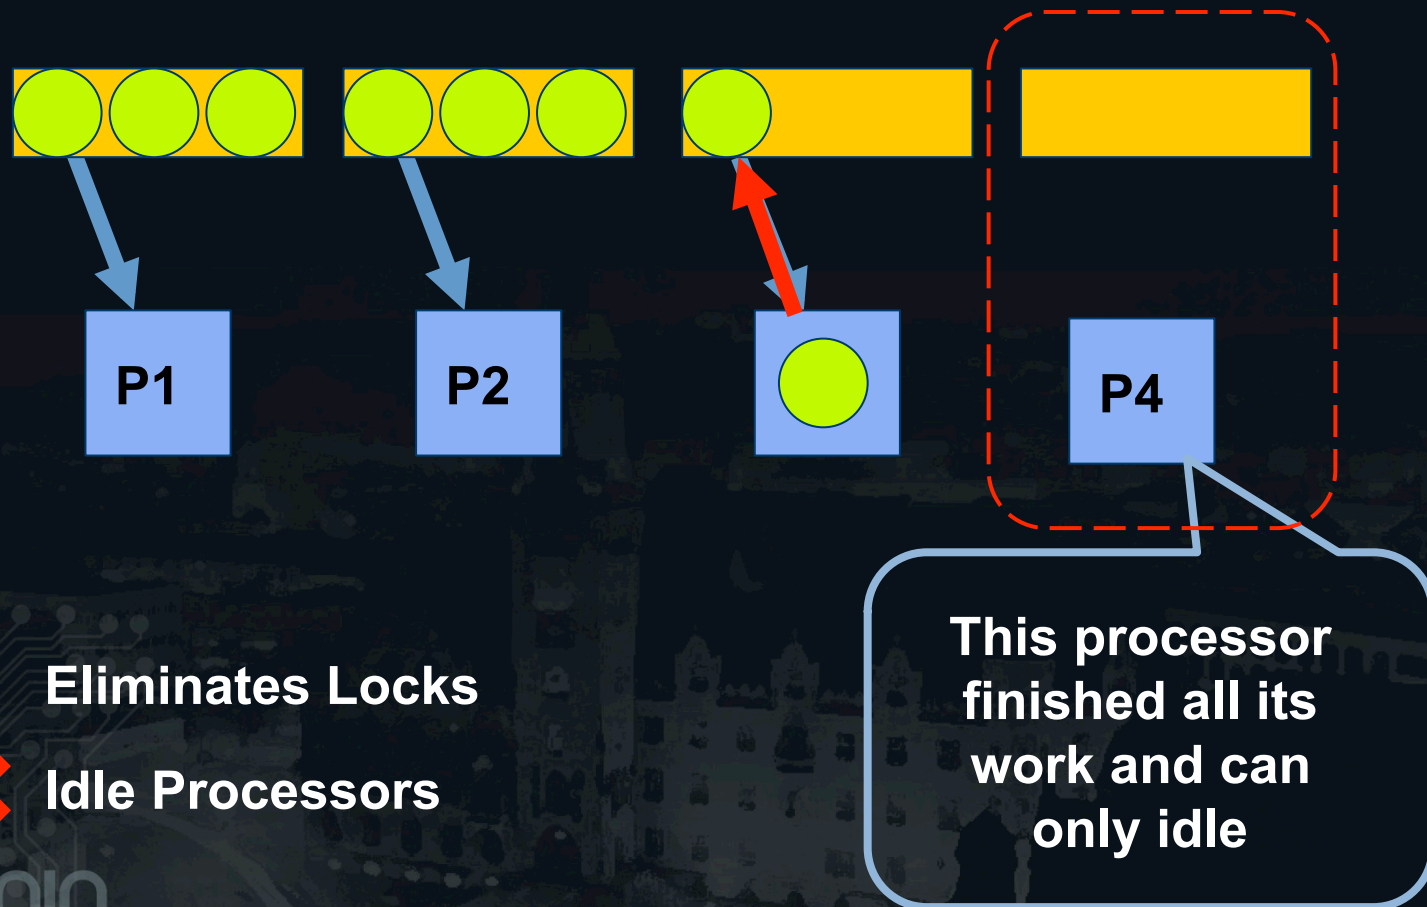 P1
P2
P4
This processor
finished all its
work and can
only idle
Eliminates Locks
Idle Processors